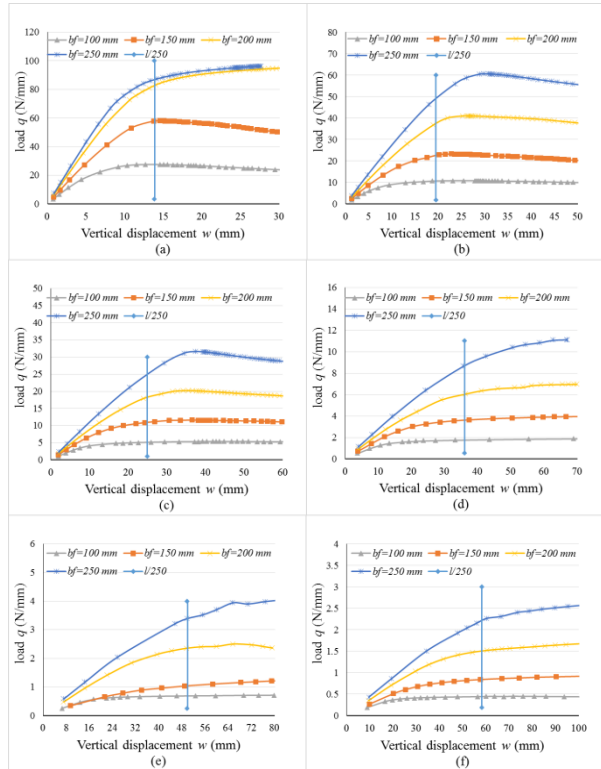 bf=100 mm bf=150 mm bf=200 mm
bf=250 mm l/250
load q (N/mm)
120
100
80
60
40
20
0
0 5 10 15 20 25 30
Vertical displacement w (mm)
(a)
bf=100 mm bf=150 mm bf=200 mm
bf=250 mm l/250
load q (N/mm)
80
70
60
50
40
30
20
10
0
0 5 10 15 20 25 30 35 40 45 50
Vertical displacement w (mm)
(b)
bf=100 mm bf=150 mm bf=200 mm
bf=250 mm l/250
load q (N/mm)
50
45
40
35
30
25
20
15
10
5
0
0 10 20 30 40 50 60
Vertical displacement w (mm)
(c)
bf=100 mm bf=150 mm bf=200 mm
bf=250 mm l/250
load q (N/mm)
16
14
12
10
8
6
4
2
0
0 10 20 30 40 50 60 70
Vertical displacement w (mm)
(d)
bf=100 mm bf=150 mm bf=200 mm
bf=250 mm l/250
load q (N/mm)
6
5
4
3
2
1
0
0 8 16 24 32 40 48 56 64 72 80
Vertical displacement w (mm)
(e)
bf=100 mm bf=150 mm bf=200 mm
bf=250 mm l/250
load q (N/mm)
4
3.5
3
2.5
2
1.5
1
0.5
0
0 20 40 60 80 100
Vertical displacement w (mm)
(f)